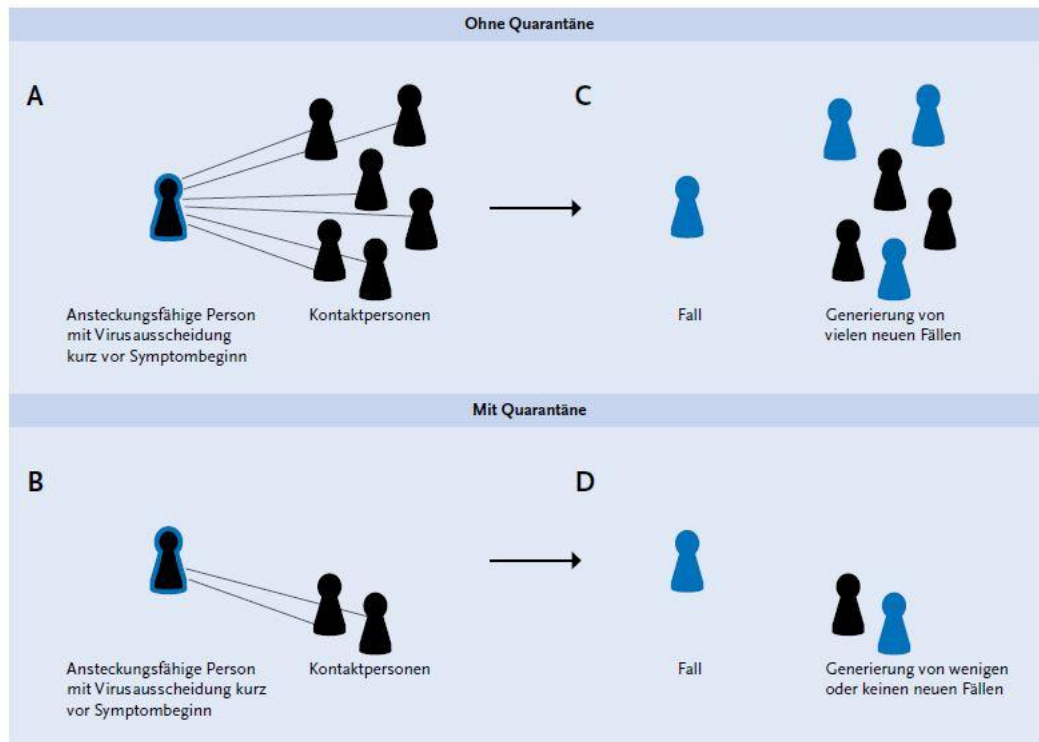 Ohne Quarantäne
A
C
Ansteckungsfähige Person
mit Virusausscheidung
kurz vor Symptombeginn
Kontaktpersonen
Fall
Generierung von
vielen neuen Fällen
Mit Quarantäne
B
D
Ansteckungsfähige Person
mit Virusausscheidung kurz
vor Symptombeginn
Kontaktpersonen
Fall
Generierung von wenigen
oder keinen neuen Fällen